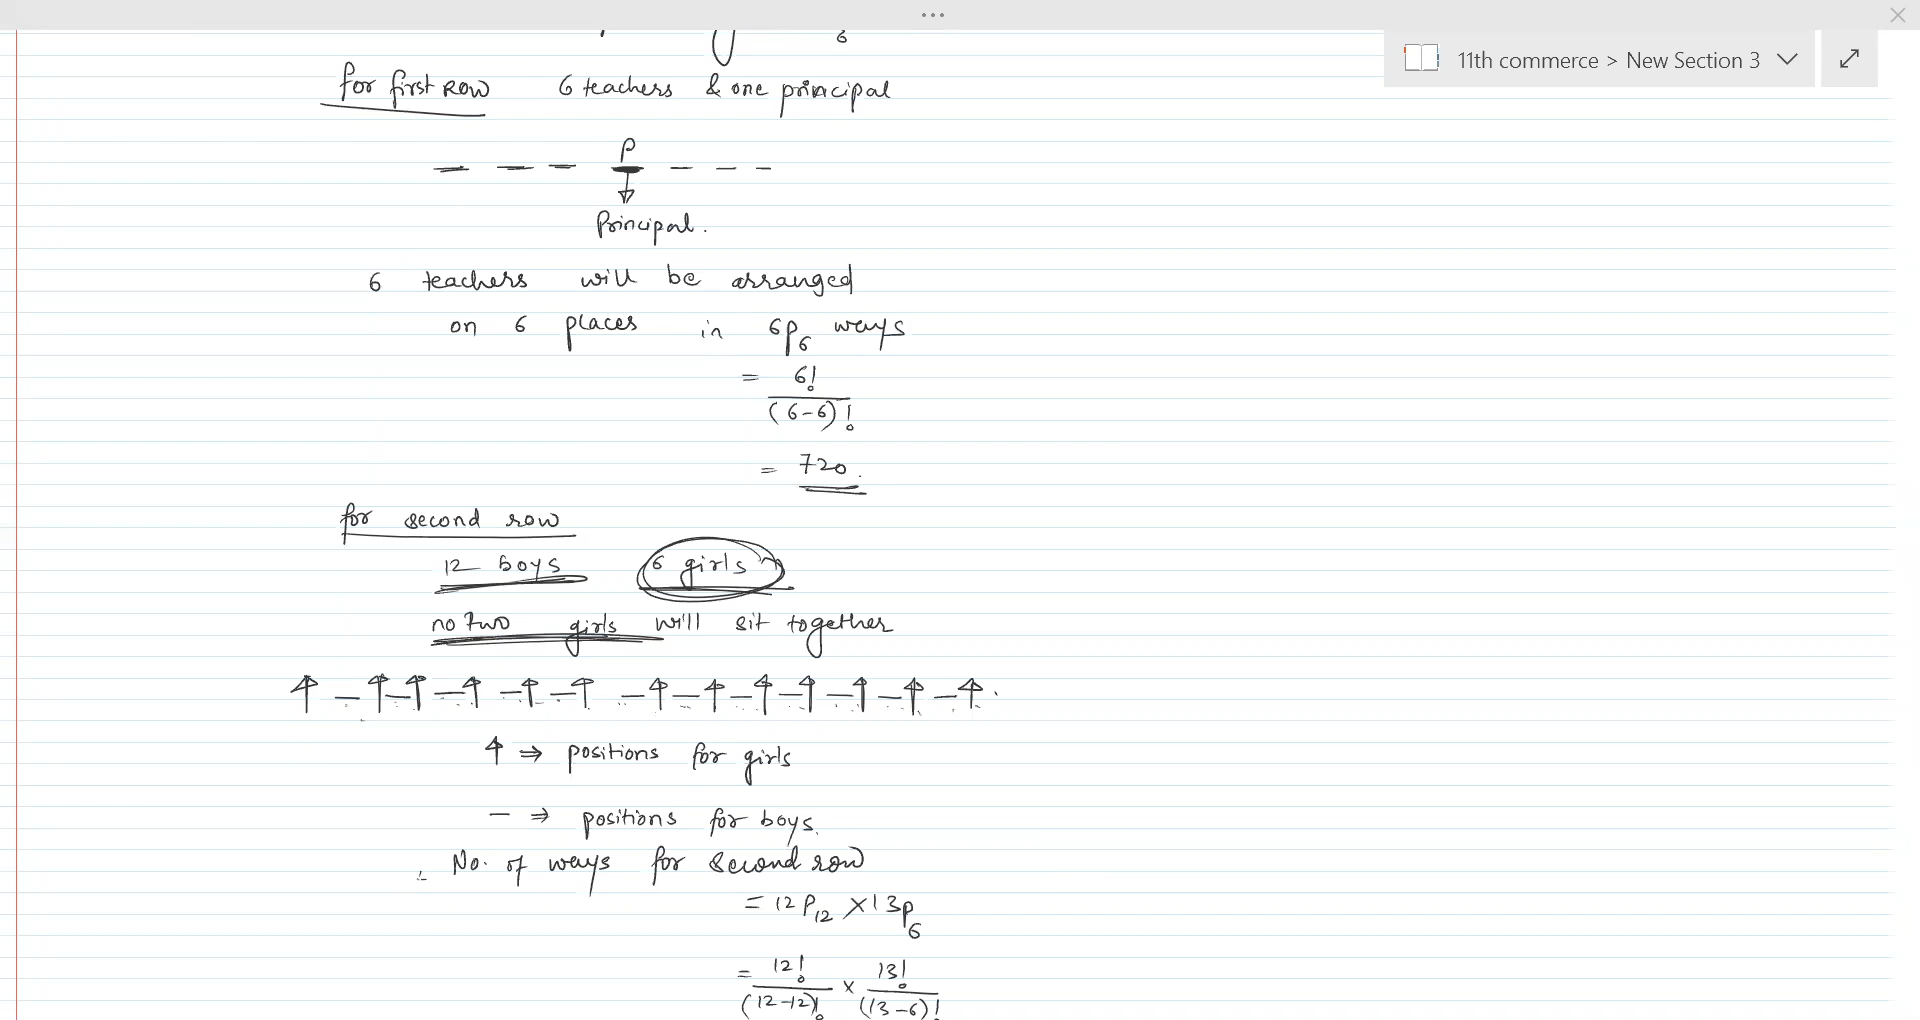 ...
6
11th commerce > New Section 3
for first Row 6 teachers & one principal
P
Principal.
6 teachers will be arranged
on 6 places in 6P6 ways
= 6!
(6-6)!
= 720.
for second row
12 boys 6 girls
no two girls will sit together
↑ – ↑ – ↑ – ↑ – ↑ – ↑ – ↑ – ↑ – ↑ – ↑ – ↑ – ↑ – ↑.
↑ ⇒ positions for girls
– ⇒ positions for boys.
∴ No. of ways for second row
= 12P12 × 13P6
= 12! × 13!
(12-12)! (13-6)!